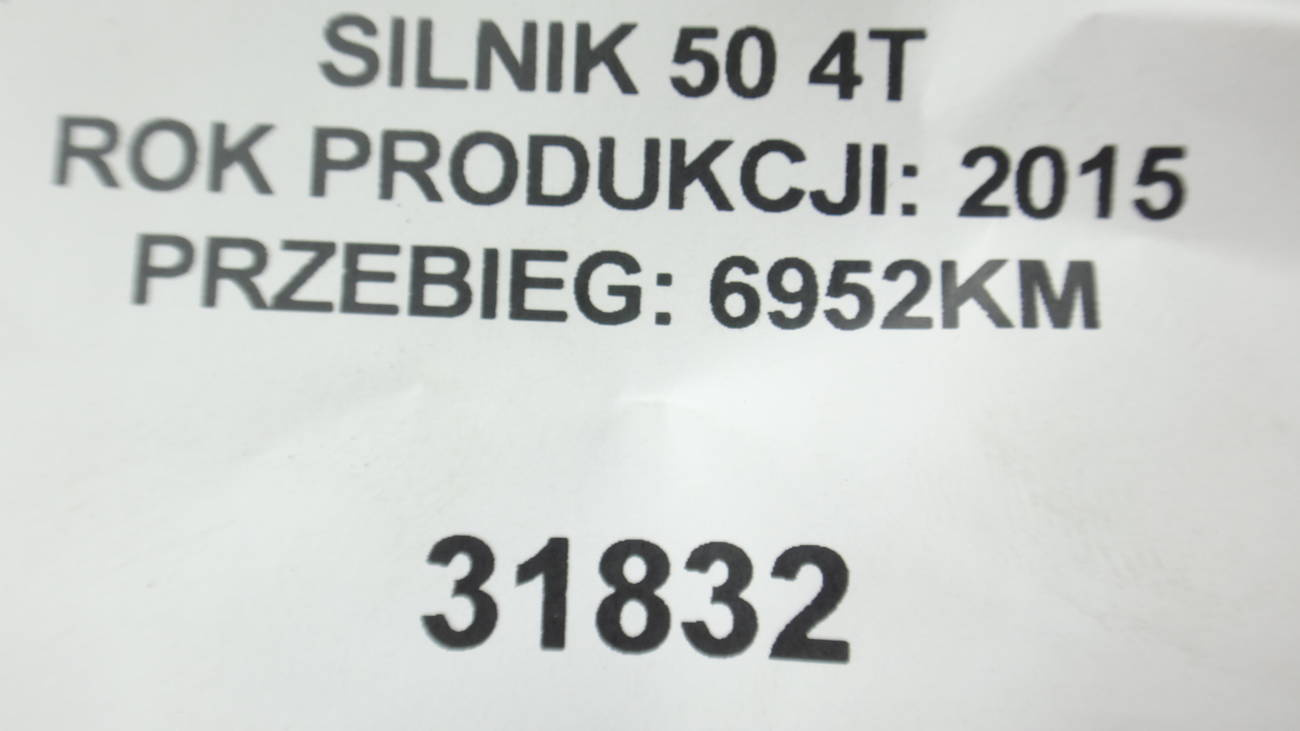 SILNIK 50 4T
ROK PRODUKCJI: 2015
PRZEBIEG: 6952KM
31832